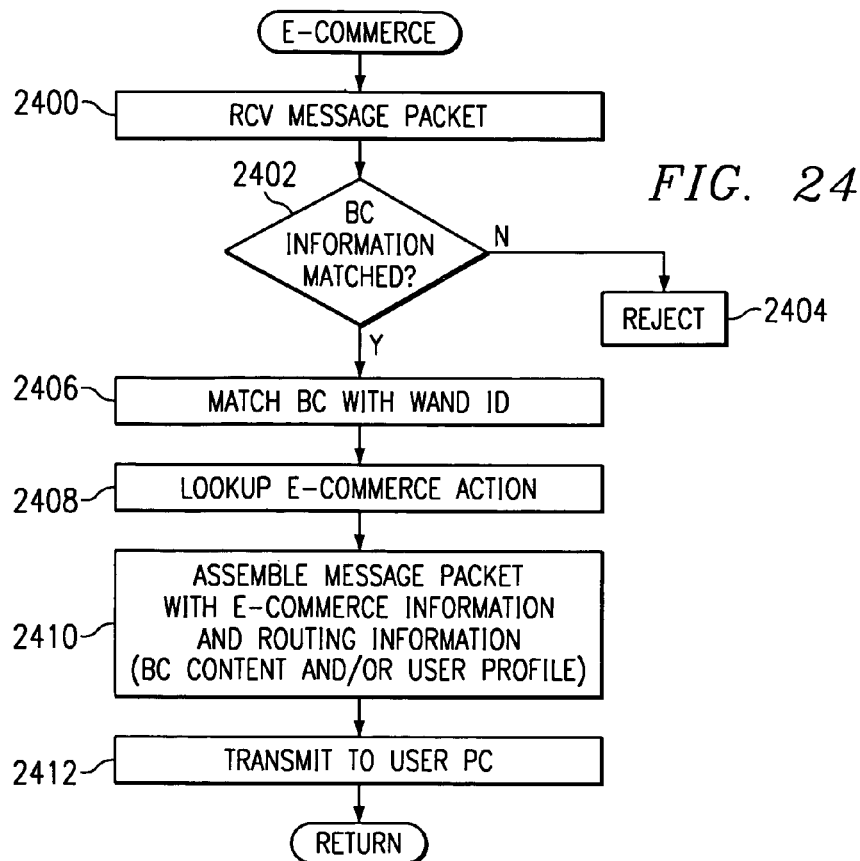 E-COMMERCE
2400
RCV MESSAGE PACKET
2402
FIG. 24
BC
INFORMATION
MATCHED?
N
REJECT
2404
Y
2406
MATCH BC WITH WAND ID
2408
LOOKUP E-COMMERCE ACTION
2410
ASSEMBLE MESSAGE PACKET
WITH E-COMMERCE INFORMATION
AND ROUTING INFORMATION
(BC CONTENT AND/OR USER PROFILE)
2412
TRANSMIT TO USER PC
RETURN